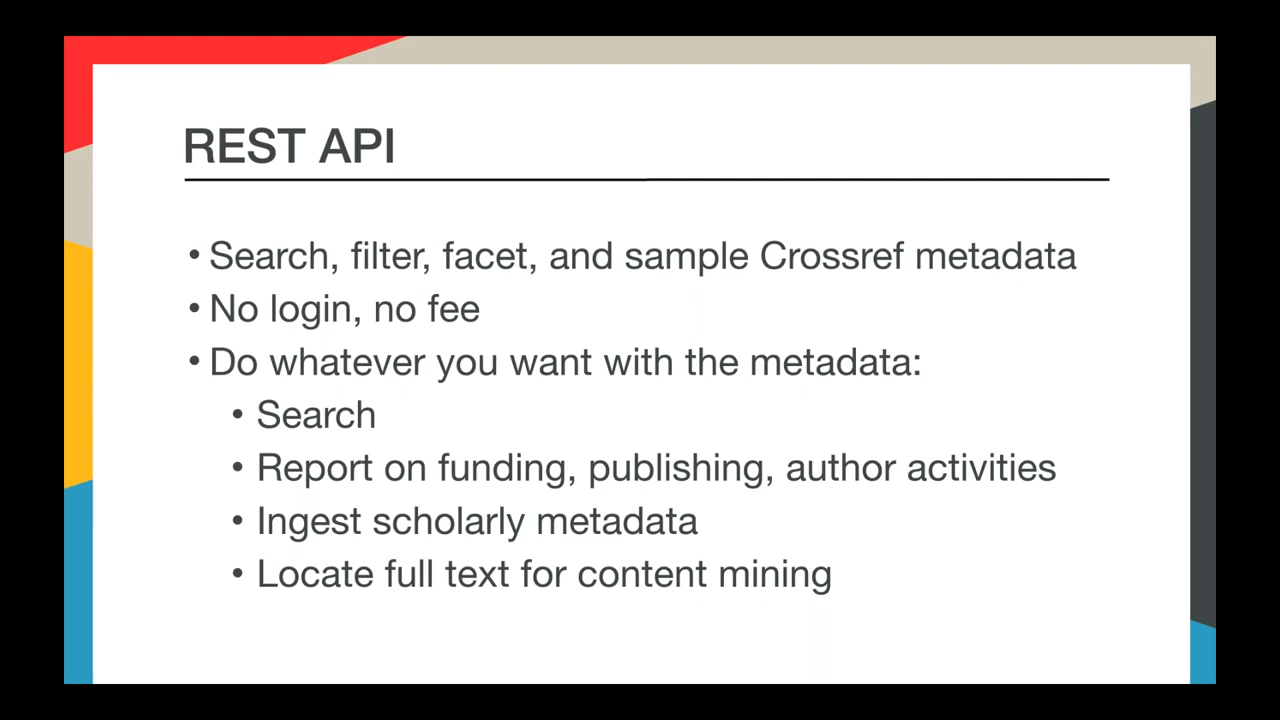 REST API
• Search, filter, facet, and sample Crossref metadata
• No login, no fee
• Do whatever you want with the metadata:
• Search
• Report on funding, publishing, author activities
• Ingest scholarly metadata
• Locate full text for content mining